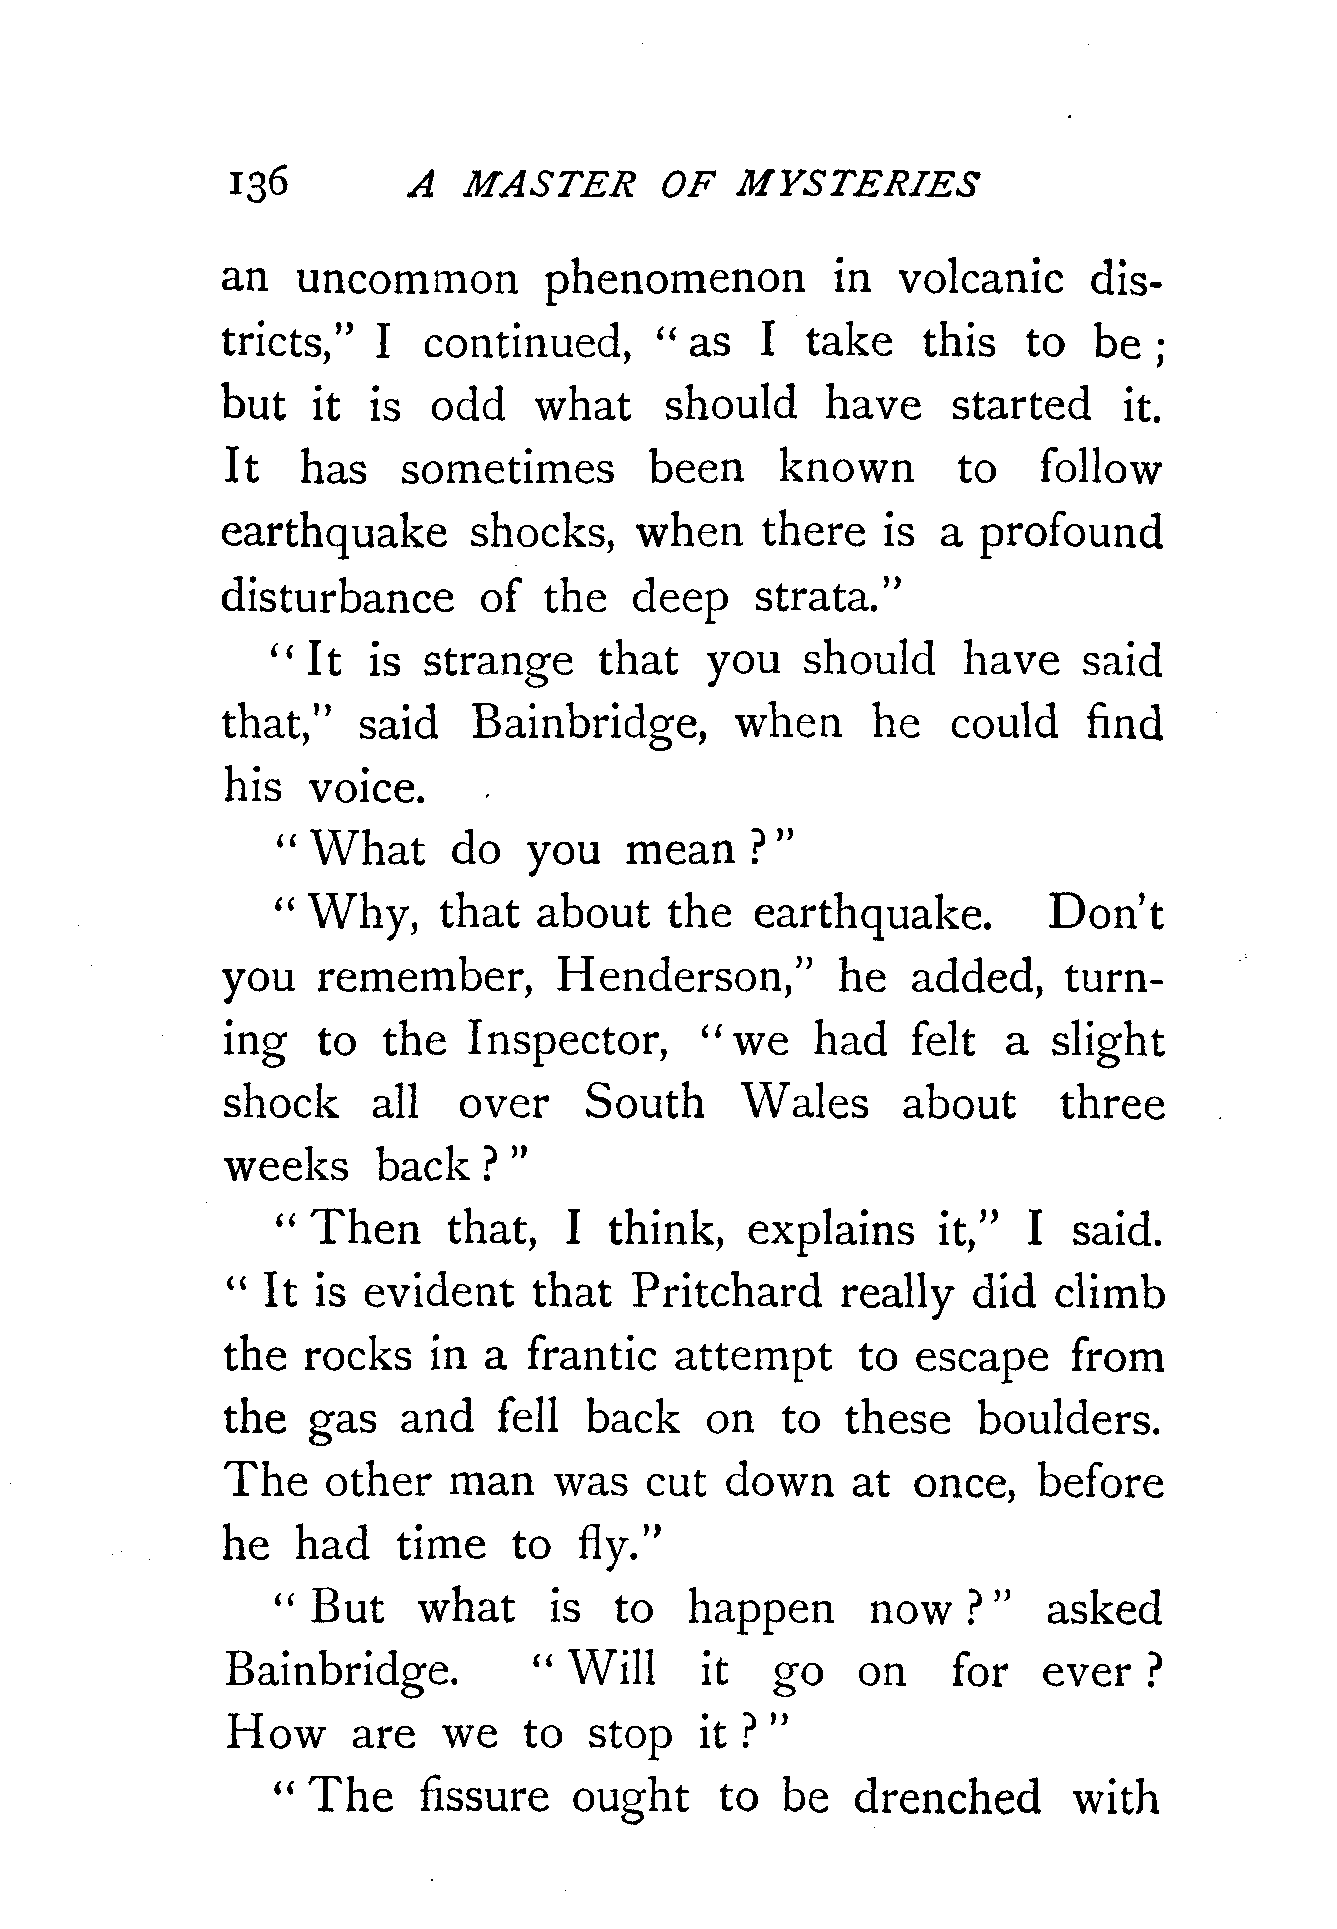 136 A MASTER OF MYSTERIES
an uncommon phenomenon in volcanic dis-
tricts,” I continued, “as I take this to be;
but it is odd what should have started it.
It has sometimes been known to follow
earthquake shocks, when there is a profound
disturbance of the deep strata.”
“It is strange that you should have said
that,” said Bainbridge, when he could find
his voice.
“What do you mean?”
“Why, that about the earthquake. Don’t
you remember, Henderson,” he added, turn-
ing to the Inspector, “we had felt a slight
shock all over South Wales about three
weeks back?”
“Then that, I think, explains it,” I said.
“It is evident that Pritchard really did climb
the rocks in a frantic attempt to escape from
the gas and fell back on to these boulders.
The other man was cut down at once, before
he had time to fly.”
“But what is to happen now?” asked
Bainbridge. “Will it go on for ever?
How are we to stop it?”
“The fissure ought to be drenched with